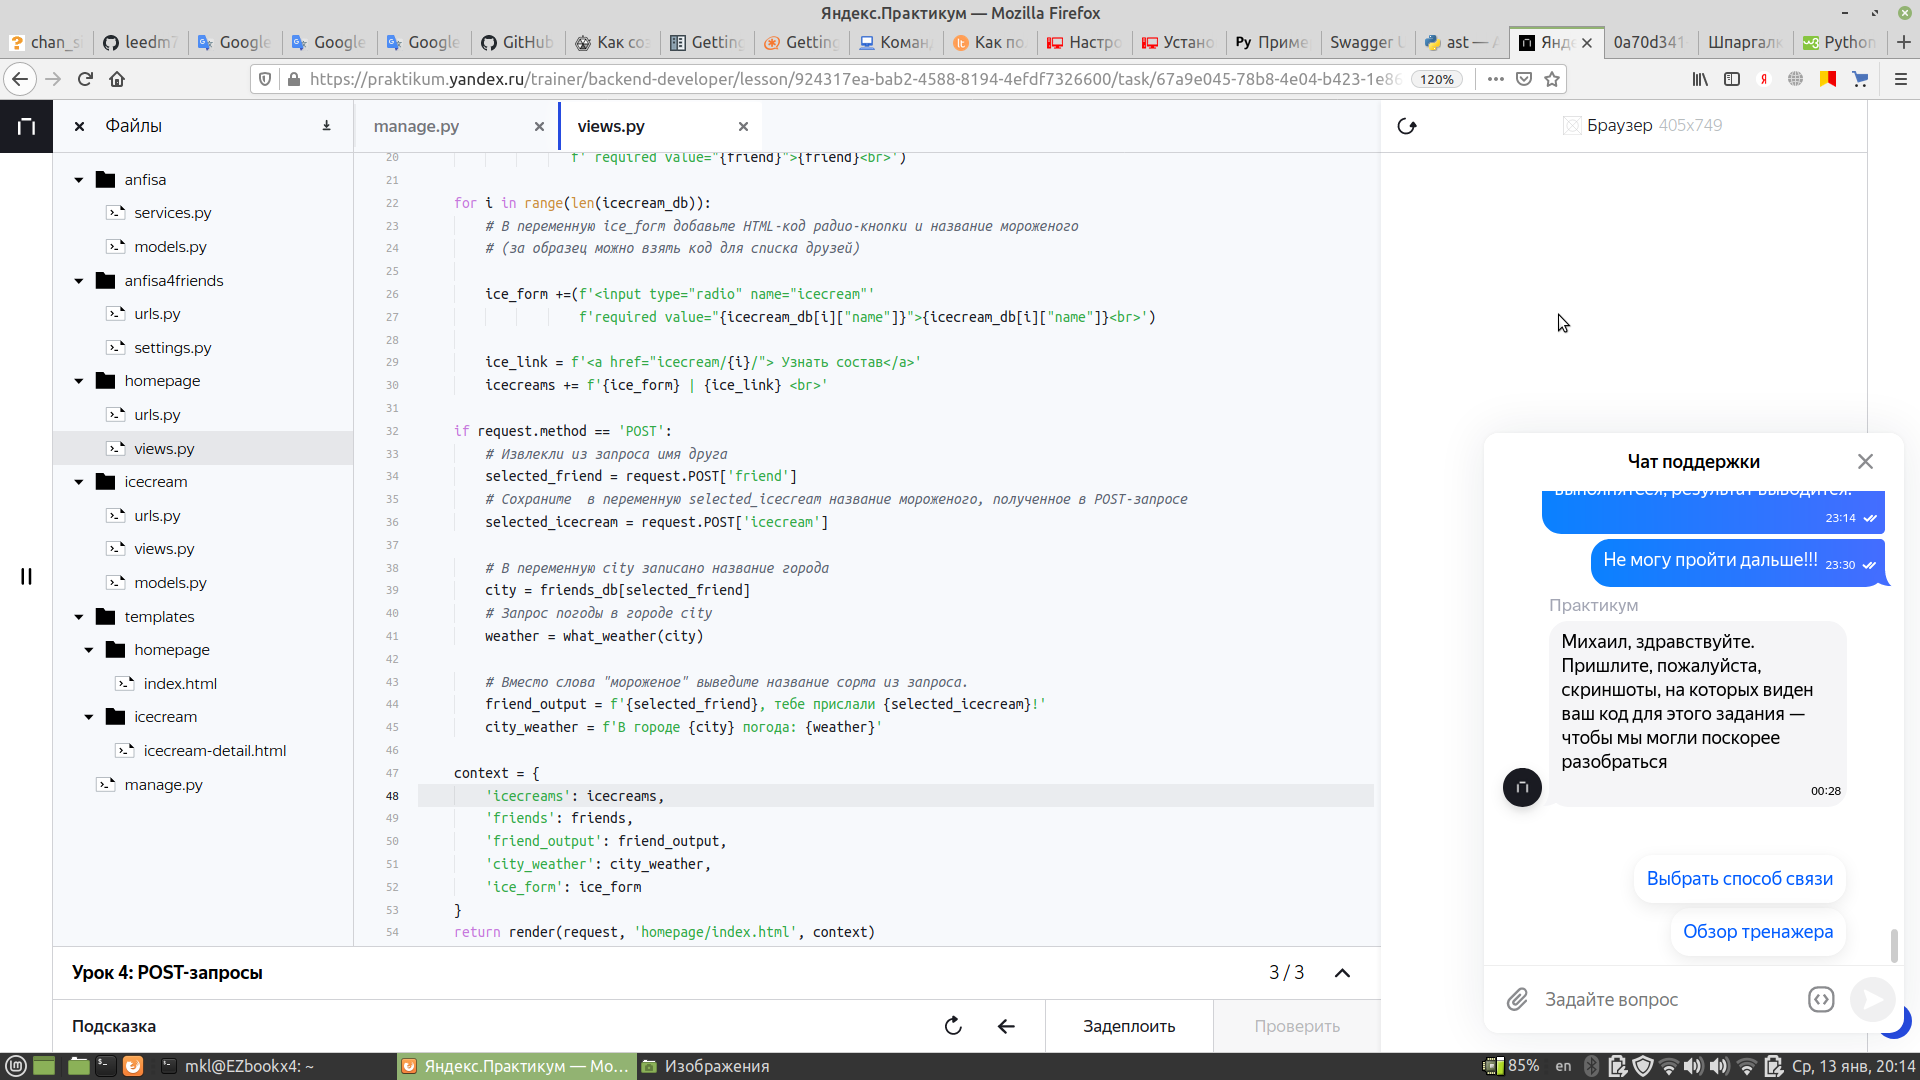 Яндекс.Практикум — Mozilla Firefox
chan_si
leedm7
Google
Google
Google
GitHub
Как соз
Getting
Getting
Коман
Как по
Настро
Устано
Приме
Swagger U
ast — А
Янде
0a70d341
Шпаргалк
Python
https://praktikum.yandex.ru/trainer/backend-developer/lesson/924317ea-bab2-4588-8194-4efdf7326600/task/67a9e045-78b8-4e04-b423-1e86
120%
Файлы
manage.py
views.py
Браузер 405x749
anfisa
services.py
models.py
anfisa4friends
urls.py
settings.py
homepage
urls.py
views.py
icecream
urls.py
views.py
models.py
templates
homepage
index.html
icecream
icecream-detail.html
manage.py
20 f' required value="{friend}">{friend}<br>')
21
22 for i in range(len(icecream_db)):
23 # В переменную ice_form добавьте HTML-код радио-кнопки и название мороженого
24 # (за образец можно взять код для списка друзей)
25
26 ice_form +=(f'<input type="radio" name="icecream"'
27 f'required value="{icecream_db[i]["name"]}">{icecream_db[i]["name"]}<br>')
28
29 ice_link = f'<a href="icecream/{i}/"> Узнать состав</a>'
30 icecreams += f'{ice_form} | {ice_link} <br>'
31
32 if request.method == 'POST':
33 # Извлекли из запроса имя друга
34 selected_friend = request.POST['friend']
35 # Сохраните  в переменную selected_icecream название мороженого, полученное в POST-запросе
36 selected_icecream = request.POST['icecream']
37
38 # В переменную city записано название города
39 city = friends_db[selected_friend]
40 # Запрос погоды в городе city
41 weather = what_weather(city)
42
43 # Вместо слова "мороженое" выведите название сорта из запроса.
44 friend_output = f'{selected_friend}, тебе прислали {selected_icecream}!'
45 city_weather = f'В городе {city} погода: {weather}'
46
47 context = {
48 'icecreams': icecreams,
49 'friends': friends,
50 'friend_output': friend_output,
51 'city_weather': city_weather,
52 'ice_form': ice_form
53 }
54 return render(request, 'homepage/index.html', context)
Чат поддержки
23:14
Не могу пройти дальше!!! 23:30
Практикум
Михаил, здравствуйте.
Пришлите, пожалуйста,
скриншоты, на которых виден
ваш код для этого задания —
чтобы мы могли поскорее
разобраться
00:28
Выбрать способ связи
Обзор тренажера
Задайте вопрос
Урок 4: POST-запросы
3 / 3
Подсказка
Задеплоить
Проверить
mkl@EZbookx4: ~
Яндекс.Практикум — Mo...
Изображения
85%
en
Ср, 13 янв, 20:14